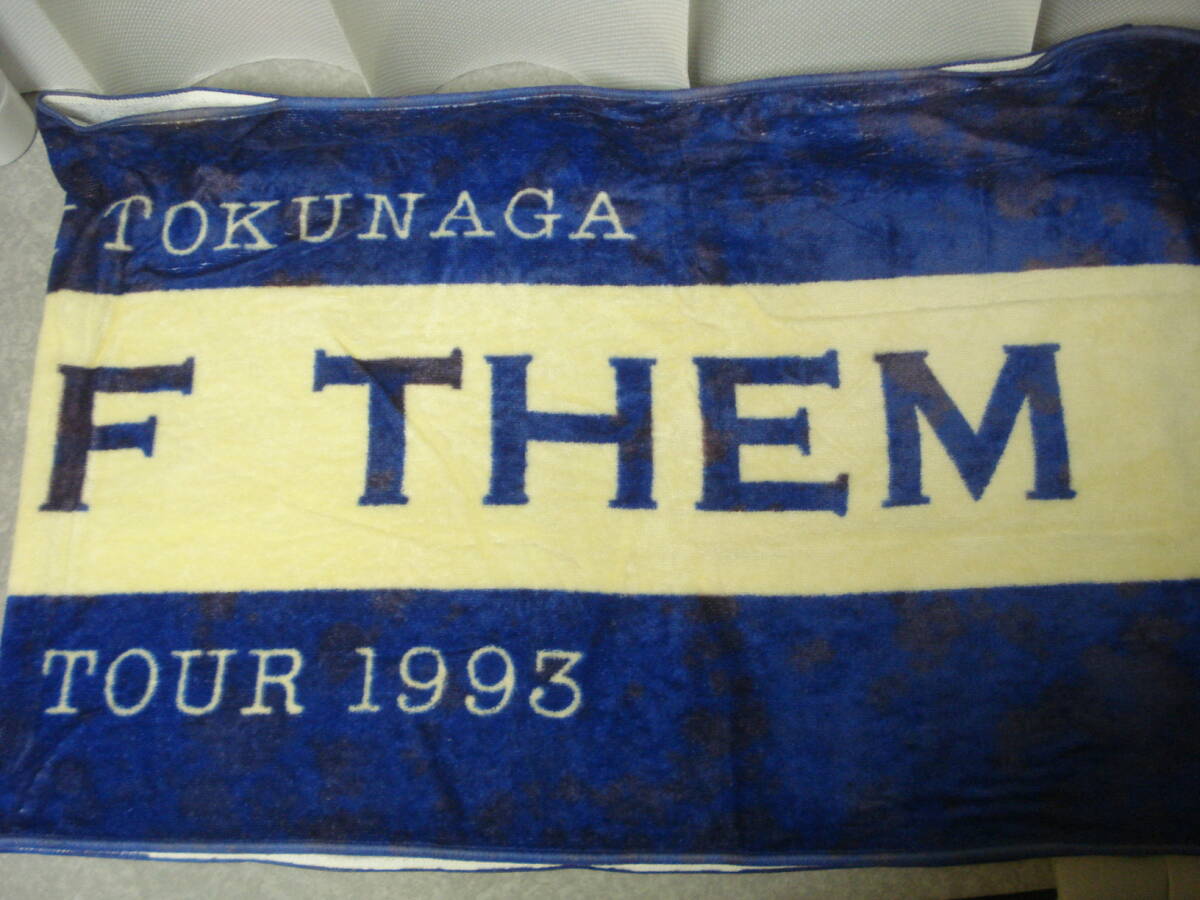 TOKUNAGA
F THEM
TOUR 1993